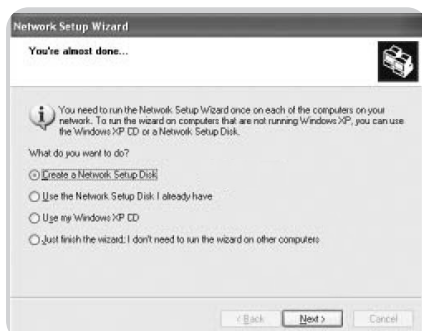 Network Setup Wizard
You're almost done...
You need to run the Network Setup Wizard once on each of the computers on your
network. To run the wizard on computers that are not running Windows XP, you can use
the Windows XP CD or a Network Setup Disk.
What do you want to do?
Create a Network Setup Disk
Use the Network Setup Disk I already have
Use my Windows XP CD
Just finish the wizard; I don't need to run the wizard on other computers
< Back
Next >
Cancel